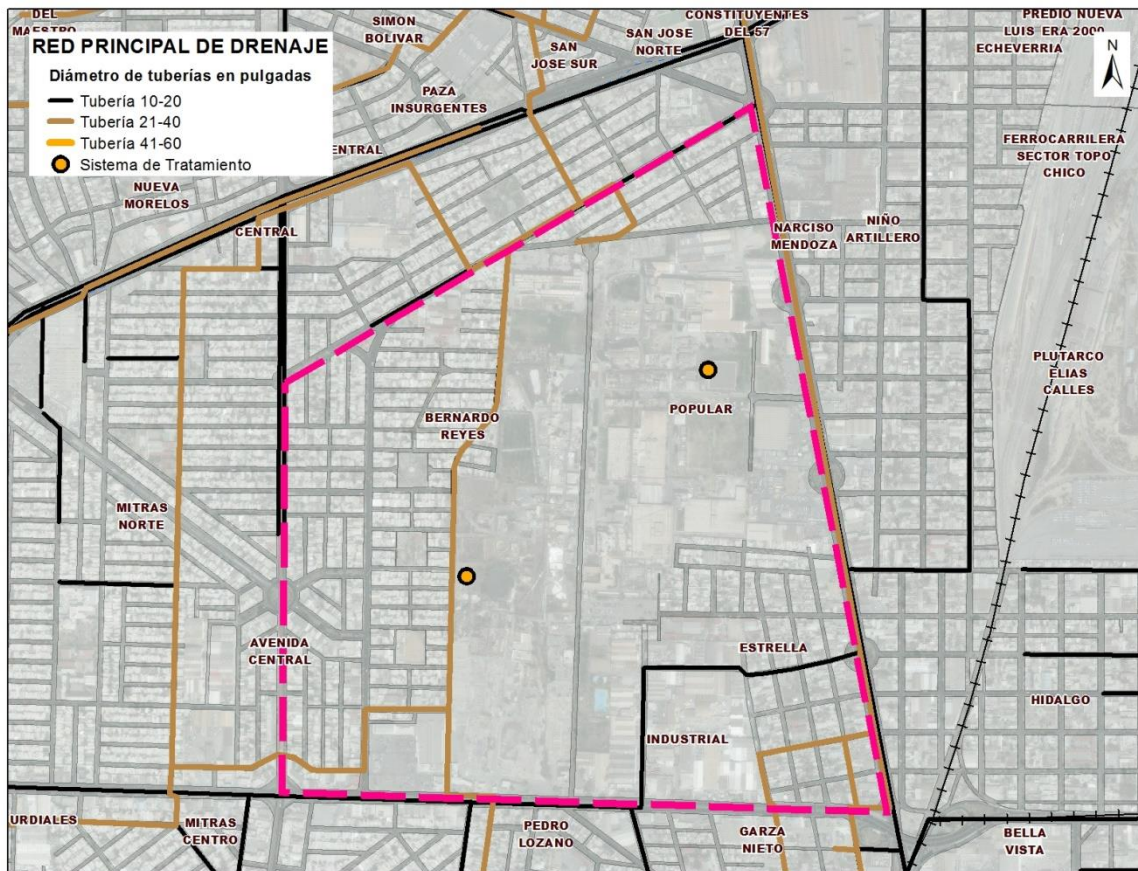 DEL
MAESTRO
RED PRINCIPAL DE DRENAJE
Diámetro de tuberías en pulgadas
Tubería 10-20
Tubería 21-40
Tubería 41-60
Sistema de Tratamiento
SIMON
BOLIVAR
SAN
JOSE SUR
SAN JOSE
NORTE
CONSTITUYENTES
DEL 57
PREDIO NUEVA
LUIS ERA 2000
ECHEVERRIA
N
PAZA
INSURGENTES
CENTRAL
FERROCARRILERA
SECTOR TOPO
CHICO
NUEVA
MORELOS
CENTRAL
NARCISO
MENDOZA
NIÑO
ARTILLERO
PLUTARCO
ELIAS
CALLES
BERNARDO
REYES
POPULAR
MITRAS
NORTE
AVENIDA
CENTRAL
ESTRELLA
HIDALGO
INDUSTRIAL
URDIALES
MITRAS
CENTRO
PEDRO
LOZANO
GARZA
NIETO
BELLA
VISTA